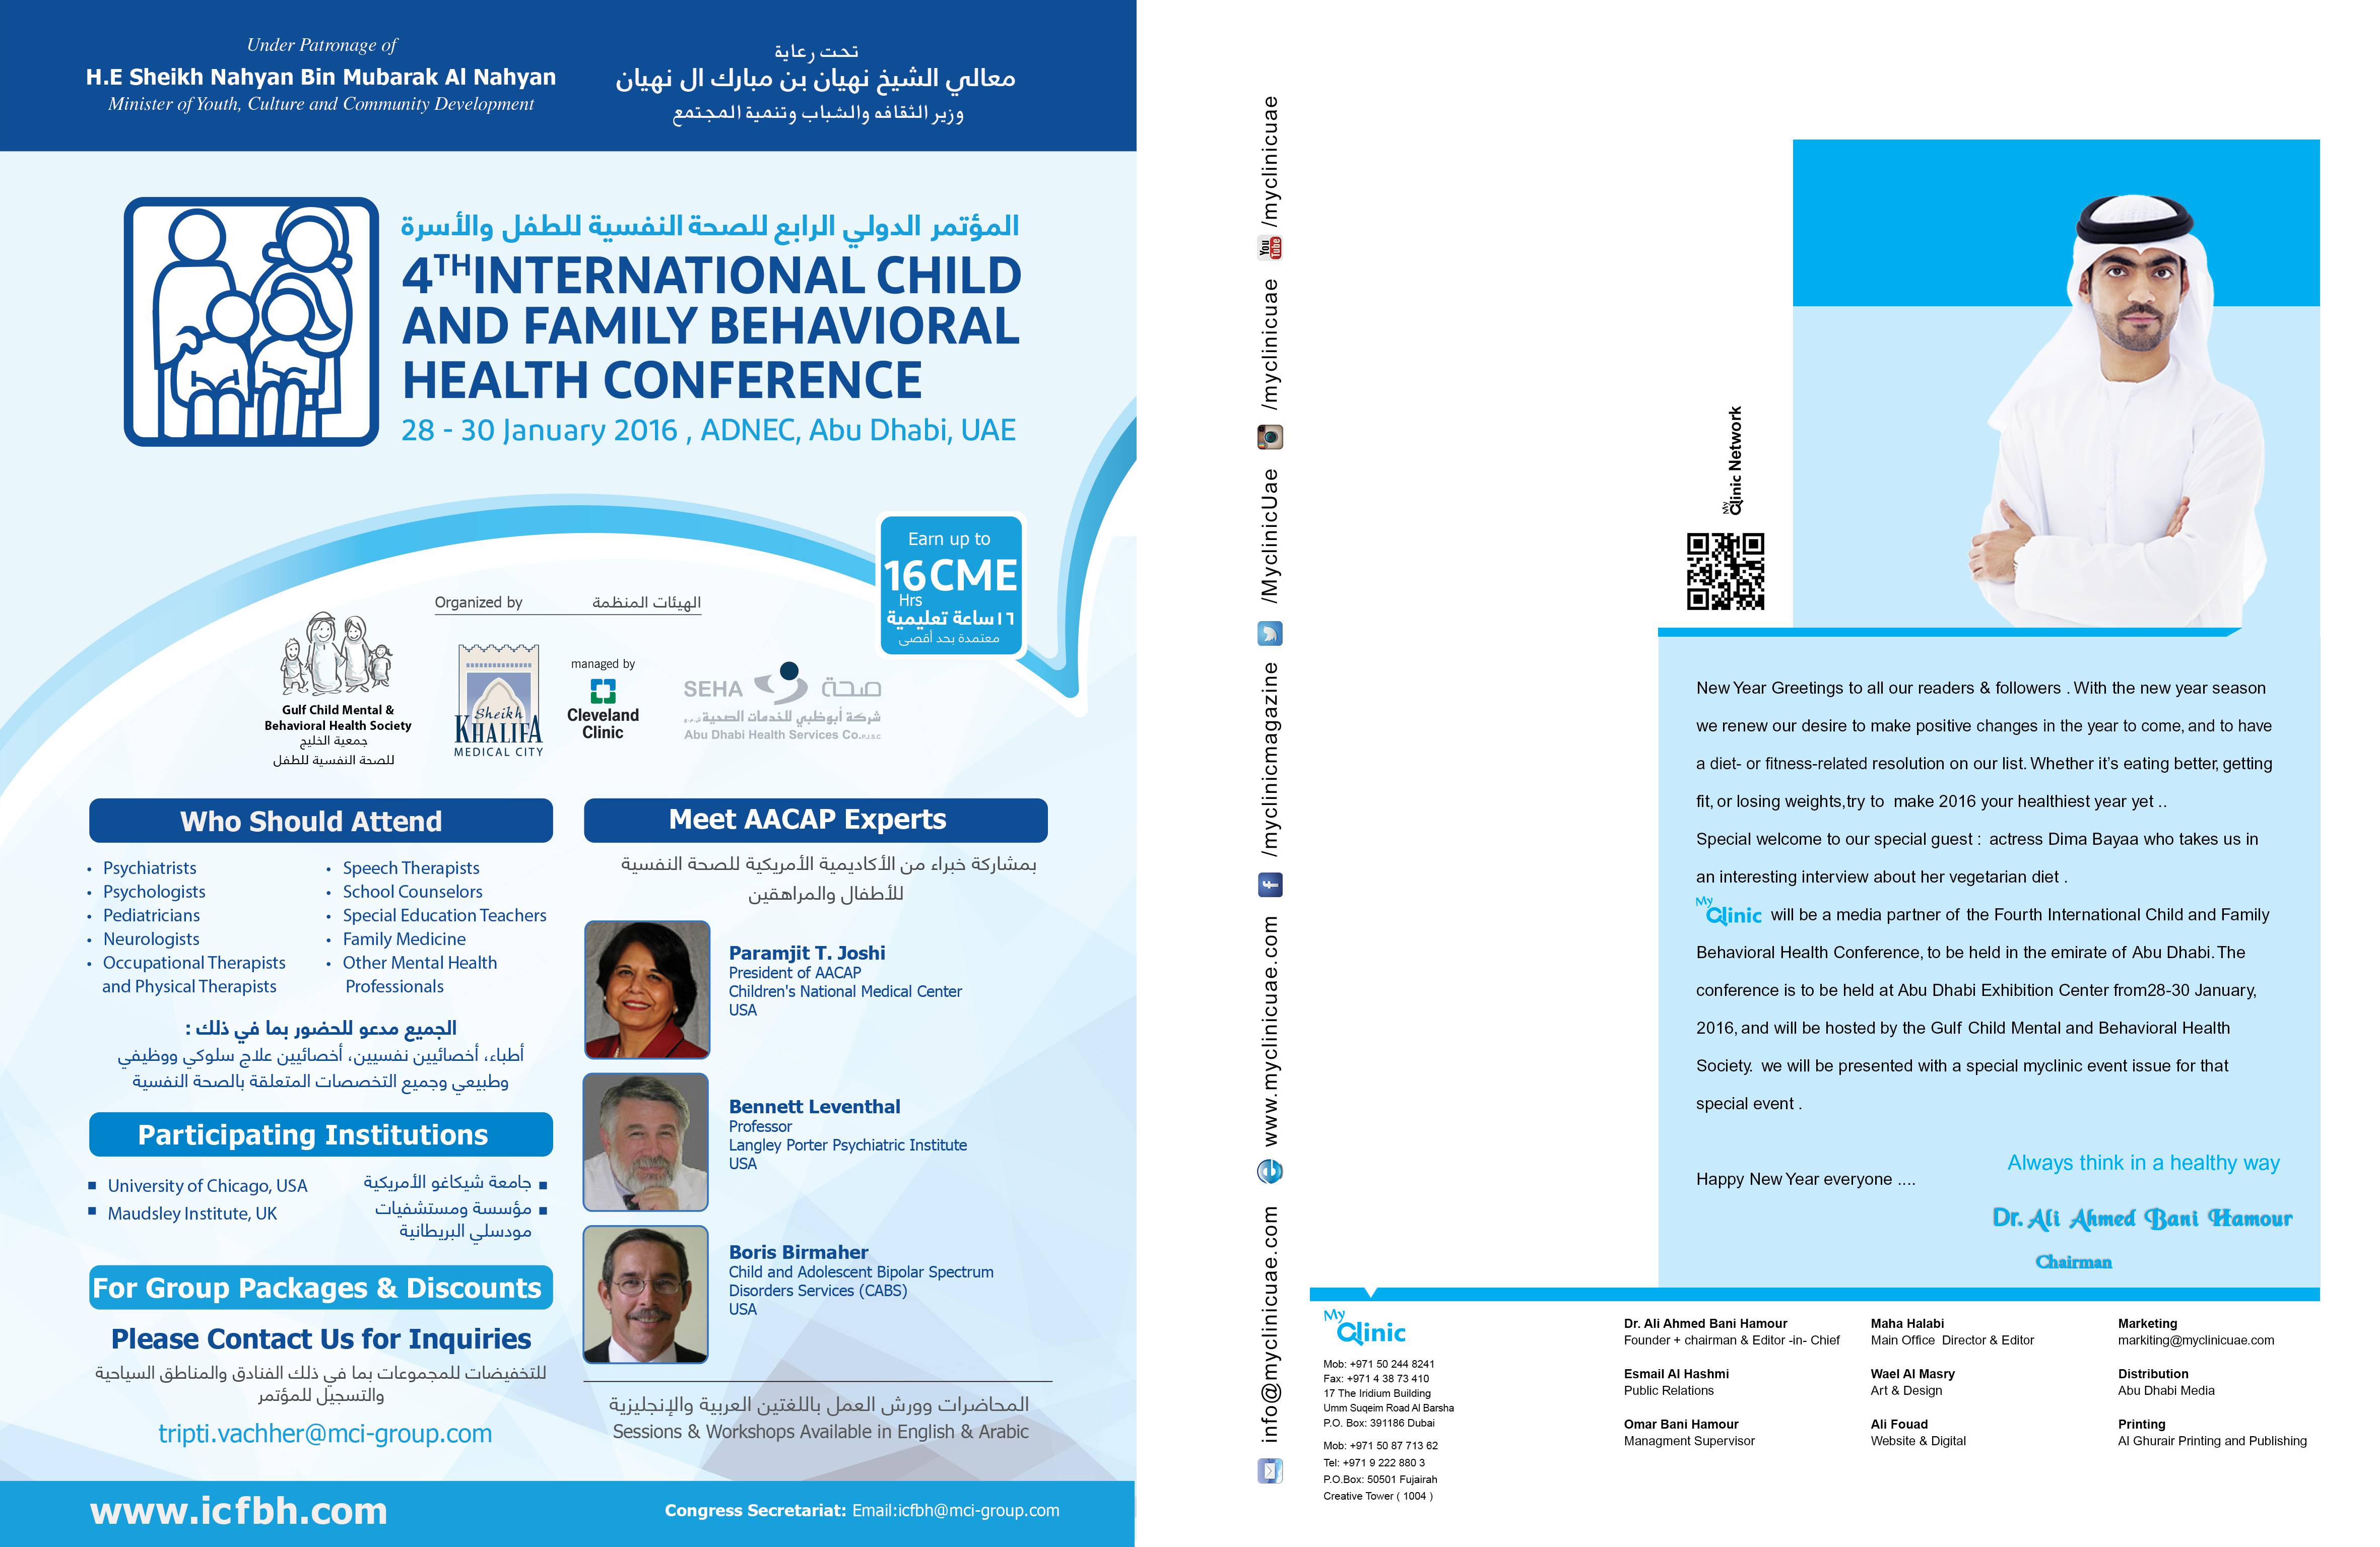 Under Patronage of
H.E Sheikh Nahyan Bin Mubarak Al Nahyan
Minister of Youth, Culture and Community Development
تحت رعاية
معالي الشيخ نهيان بن مبارك ال نهيان
وزير الثقافه والشباب وتنمية المجتمع
المؤتمر الدولي الرابع للصحة النفسية للطفل والأسرة
4THINTERNATIONAL CHILD
AND FAMILY BEHAVIORAL
HEALTH CONFERENCE
28 - 30 January 2016 , ADNEC, Abu Dhabi, UAE
Earn up to
16 CME
Hrs
١٦ ساعة تعليمية
معتمدة بحد أقصى
Organized by الهيئات المنظمة
Gulf Child Mental &
Behavioral Health Society
جمعية الخليج
للصحة النفسية للطفل
Sheikh
KHALIFA
MEDICAL CITY
managed by
Cleveland
Clinic
SEHA صحة
شركة أبوظبي للخدمات الصحية ش.م.ع
Abu Dhabi Health Services Co.P.J.S.C
Who Should Attend
• Psychiatrists
• Psychologists
• Pediatricians
• Neurologists
• Occupational Therapists
and Physical Therapists
• Speech Therapists
• School Counselors
• Special Education Teachers
• Family Medicine
• Other Mental Health
Professionals
الجميع مدعو للحضور بما في ذلك :
أطباء، أخصائيين نفسيين، أخصائيين علاج سلوكي ووظيفي
وطبيعي وجميع التخصصات المتعلقة بالصحة النفسية
Participating Institutions
■ University of Chicago, USA
■ Maudsley Institute, UK
■ جامعة شيكاغو الأمريكية
■ مؤسسة ومستشفيات
مودسلي البريطانية
For Group Packages & Discounts
Please Contact Us for Inquiries
للتخفيضات للمجموعات بما في ذلك الفنادق والمناطق السياحية
والتسجيل للمؤتمر
tripti.vachher@mci-group.com
Meet AACAP Experts
بمشاركة خبراء من الأكاديمية الأمريكية للصحة النفسية
للأطفال والمراهقين
Paramjit T. Joshi
President of AACAP
Children's National Medical Center
USA
Bennett Leventhal
Professor
Langley Porter Psychiatric Institute
USA
Boris Birmaher
Child and Adolescent Bipolar Spectrum
Disorders Services (CABS)
USA
المحاضرات وورش العمل باللغتين العربية والإنجليزية
Sessions & Workshops Available in English & Arabic
www.icfbh.com
Congress Secretariat: Email:icfbh@mci-group.com
info@myclinicuae.com
www.myclinicuae.com
/myclinicmagazine
/MyclinicUae
/myclinicuae
You Tube /myclinicuae
My Clinic Network
New Year Greetings to all our readers & followers . With the new year season
we renew our desire to make positive changes in the year to come, and to have
a diet- or fitness-related resolution on our list. Whether it’s eating better, getting
fit, or losing weights,try to make 2016 your healthiest year yet ..
Special welcome to our special guest : actress Dima Bayaa who takes us in
an interesting interview about her vegetarian diet .
My Clinic will be a media partner of the Fourth International Child and Family
Behavioral Health Conference, to be held in the emirate of Abu Dhabi. The
conference is to be held at Abu Dhabi Exhibition Center from28-30 January,
2016, and will be hosted by the Gulf Child Mental and Behavioral Health
Society. we will be presented with a special myclinic event issue for that
special event .
Happy New Year everyone ....
Always think in a healthy way
Dr. Ali Ahmed Bani Hamour
Chairman
My Clinic
Mob: +971 50 244 8241
Fax: +971 4 38 73 410
17 The Iridium Building
Umm Suqeim Road Al Barsha
P.O. Box: 391186 Dubai
Mob: +971 50 87 713 62
Tel: +971 9 222 880 3
P.O.Box: 50501 Fujairah
Creative Tower ( 1004 )
Dr. Ali Ahmed Bani Hamour
Founder + chairman & Editor -in- Chief
Esmail Al Hashmi
Public Relations
Omar Bani Hamour
Managment Supervisor
Maha Halabi
Main Office Director & Editor
Wael Al Masry
Art & Design
Ali Fouad
Website & Digital
Marketing
markiting@myclinicuae.com
Distribution
Abu Dhabi Media
Printing
Al Ghurair Printing and Publishing